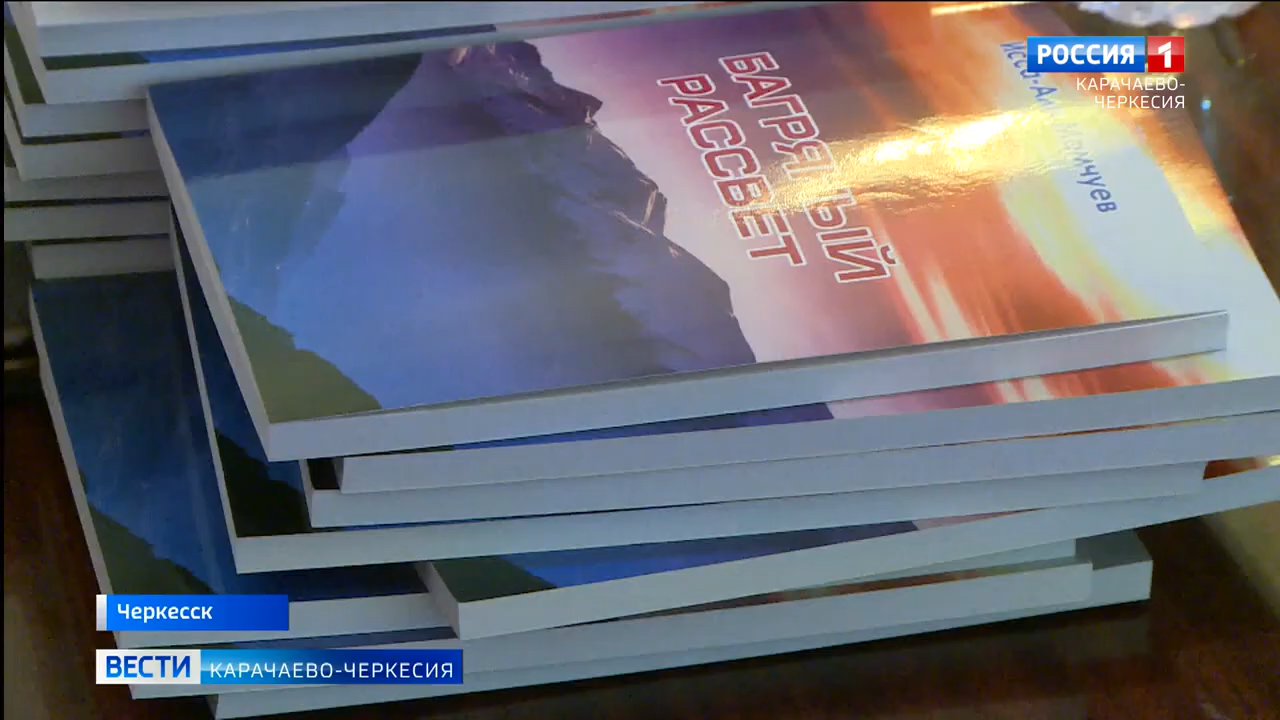 РОССИЯ 1
КАРАЧАЕВО-
ЧЕРКЕСИЯ
БАГРЯНЫЙ
РАССВЕТ
Черкесск
ВЕСТИ КАРАЧАЕВО-ЧЕРКЕСИЯ